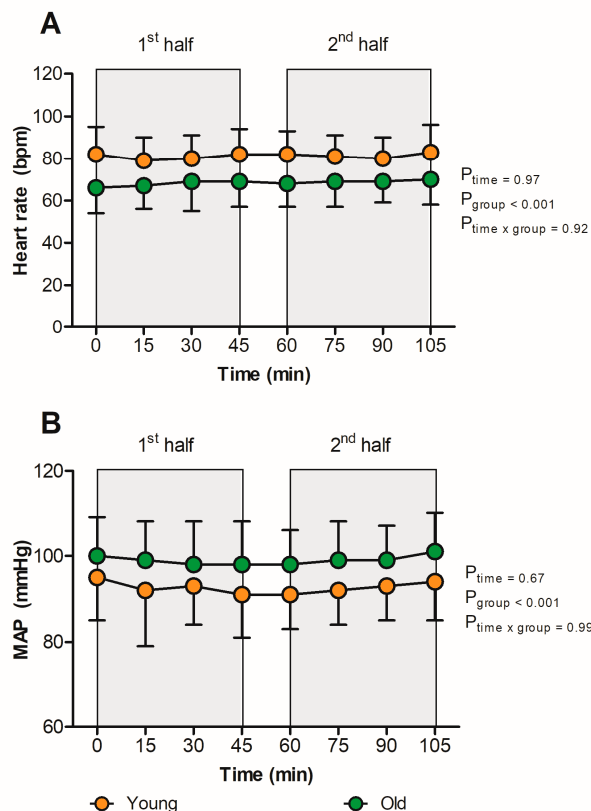 A
1st half 2nd half
120
100
80
60
40
20
0
Heart rate (bpm)
0 15 30 45 60 75 90 105
Time (min)
Ptime = 0.97
Pgroup < 0.001
Ptime x group = 0.92
B
1st half 2nd half
120
100
80
60
MAP (mmHg)
0 15 30 45 60 75 90 105
Time (min)
Ptime = 0.67
Pgroup < 0.001
Ptime x group = 0.99
Young Old